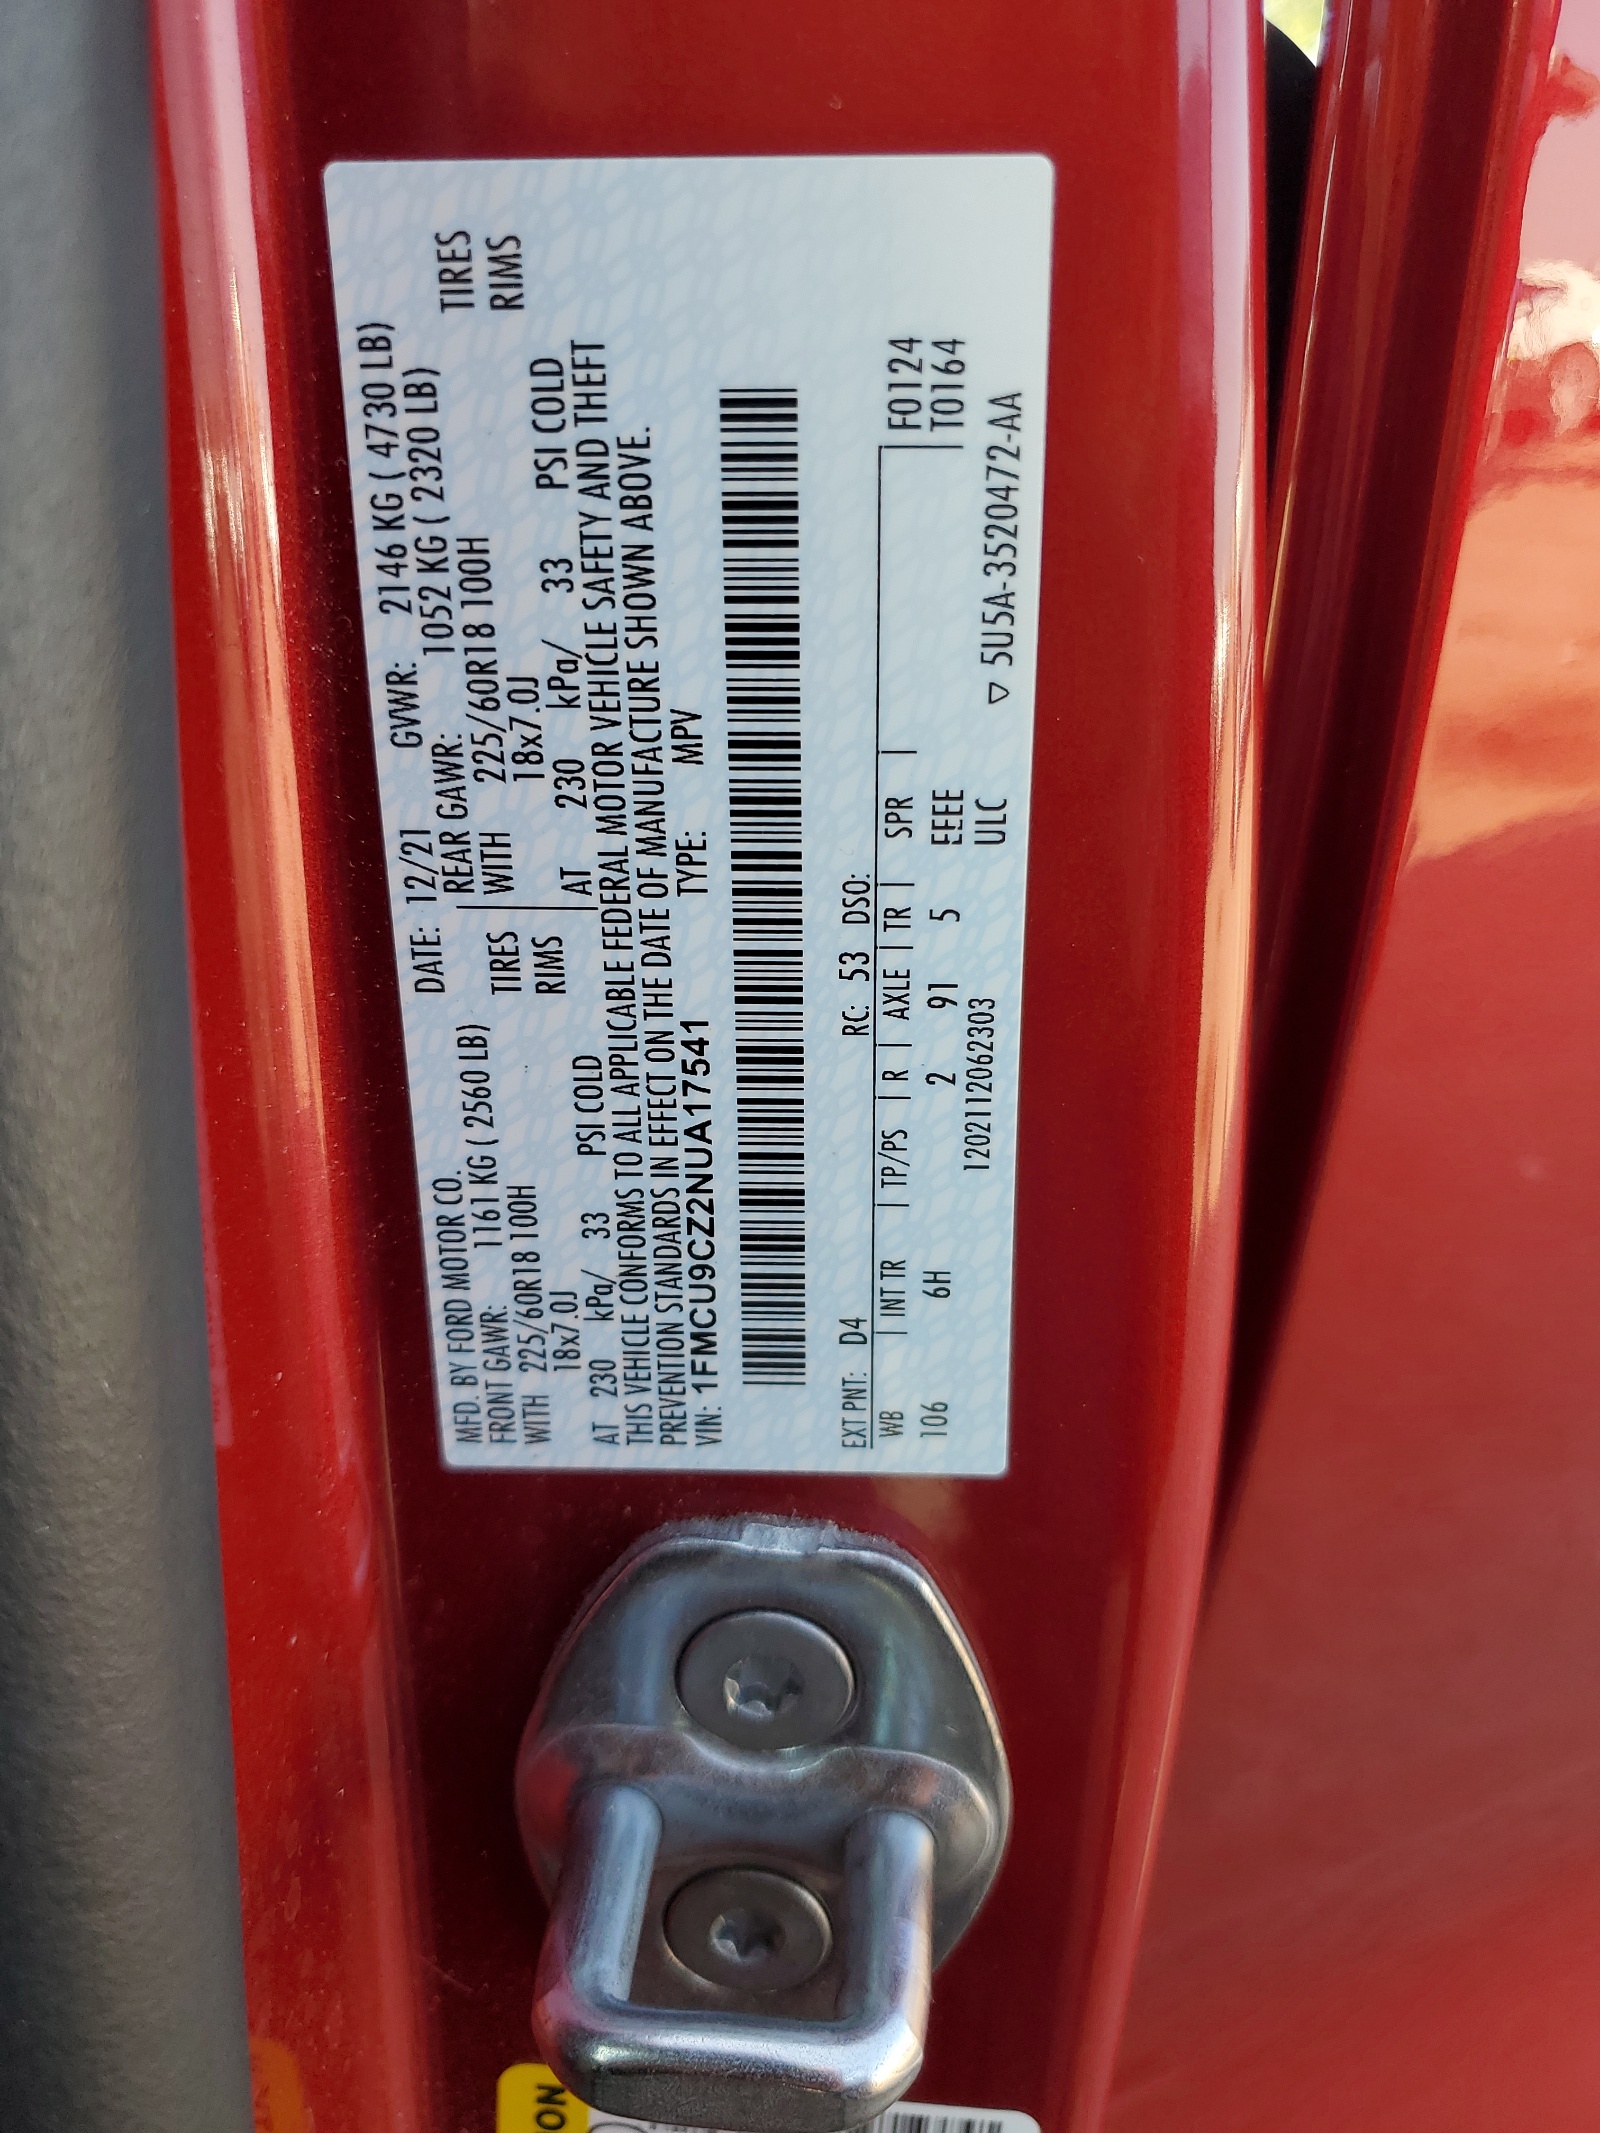 MFD. BY FORD MOTOR CO. DATE: 12/21 GVWR: 2146 KG ( 4730 LB)
FRONT GAWR: 1161 KG ( 2560 LB) REAR GAWR: 1052 KG ( 2320 LB)
WITH 225/60R18 100H TIRES WITH 225/60R18 100H TIRES
18x7.0J RIMS 18x7.0J RIMS
AT 230 kPa/ 33 PSI COLD AT 230 kPa/ 33 PSI COLD
THIS VEHICLE CONFORMS TO ALL APPLICABLE FEDERAL MOTOR VEHICLE SAFETY AND THEFT
PREVENTION STANDARDS IN EFFECT ON THE DATE OF MANUFACTURE SHOWN ABOVE.
VIN: 1FMCU9CZ2NUA17541 TYPE: MPV
EXT PNT: D4 RC: 53 DSO:
WB | INT TR | TP/PS | R | AXLE | TR | SPR | F0124
106 6H 2 91 5 EEEE T0164
1202112062303 ULC ▽ 5U5A-3520472-AA
ON